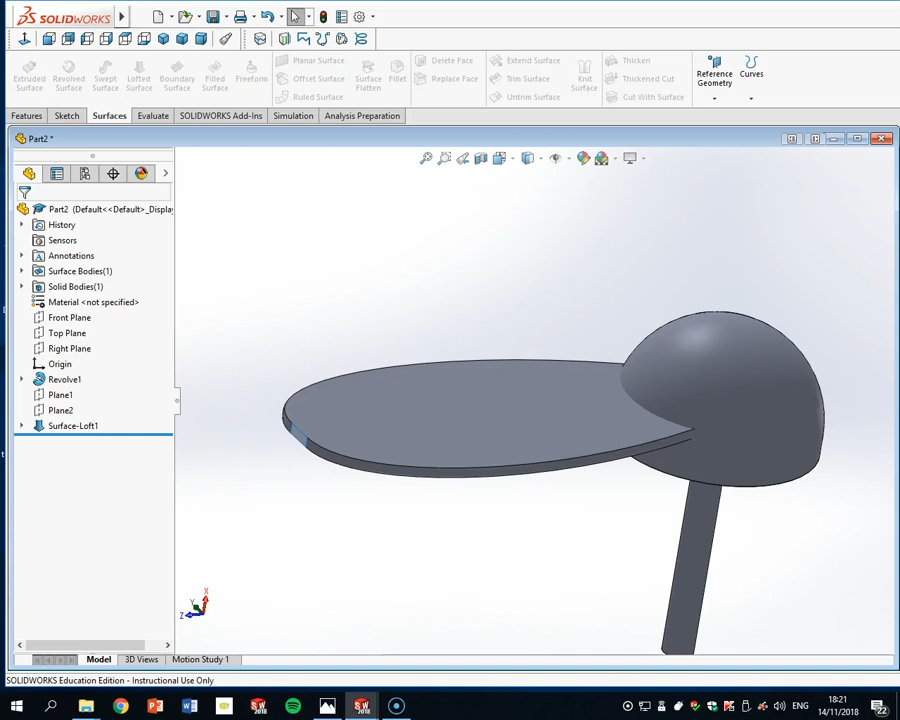 SOLIDWORKS
Extruded Surface
Revolved Surface
Swept Surface
Lofted Surface
Boundary Surface
Filled Surface
Freeform
Planar Surface
Offset Surface
Ruled Surface
Surface Flatten
Fillet
Delete Face
Replace Face
Extend Surface
Trim Surface
Untrim Surface
Knit Surface
Thicken
Thickened Cut
Cut With Surface
Reference Geometry
Curves
Features Sketch Surfaces Evaluate SOLIDWORKS Add-Ins Simulation Analysis Preparation
Part2 *
Part2 (Default<<Default>_Displa
History
Sensors
Annotations
Surface Bodies(1)
Solid Bodies(1)
Material <not specified>
Front Plane
Top Plane
Right Plane
Origin
Revolve1
Plane1
Plane2
Surface-Loft1
X
Y
Z
Model 3D Views Motion Study 1
SOLIDWORKS Education Edition - Instructional Use Only
ENG
18:21
14/11/2018
22